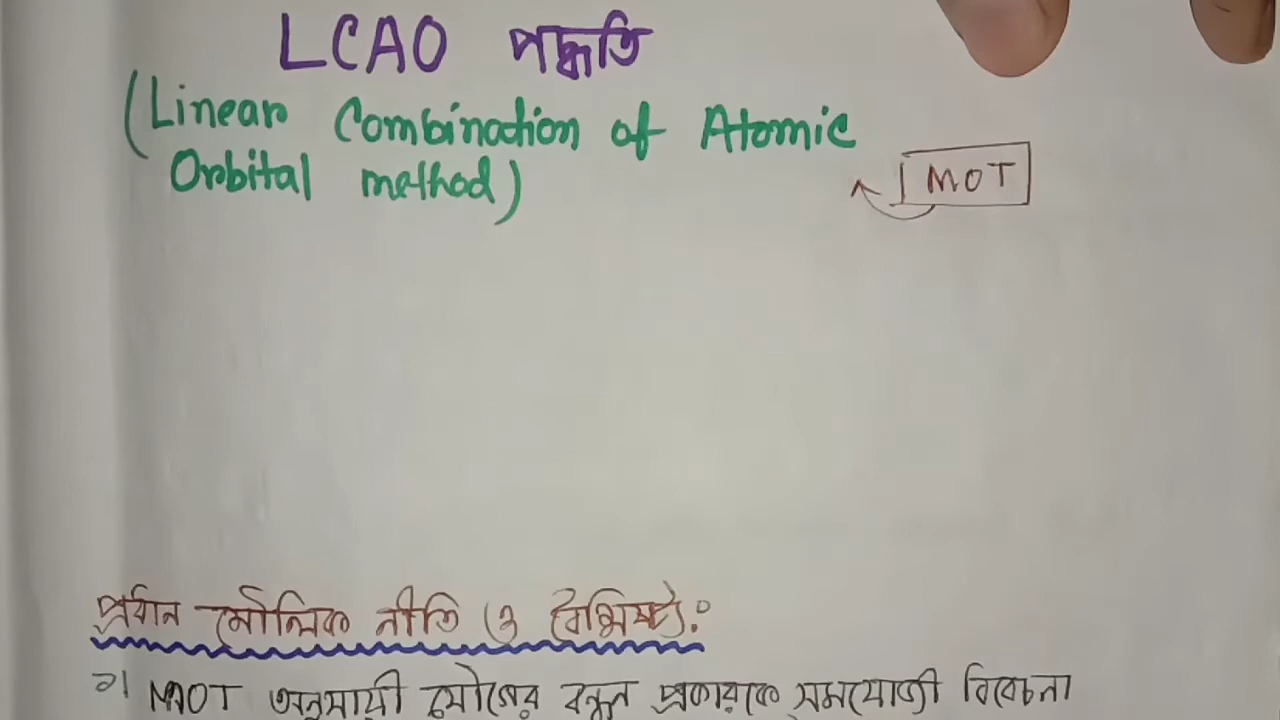 LCAO পদ্ধতি
(Linear Combination of Atomic
Orbital method)
MOT
প্রধান মৌলিক নীতি ও বৈশিষ্ট্য:
১। MOT অনুযায়ী যৌগের বন্ধন প্রকারকে সমযোজী বিবেচনা